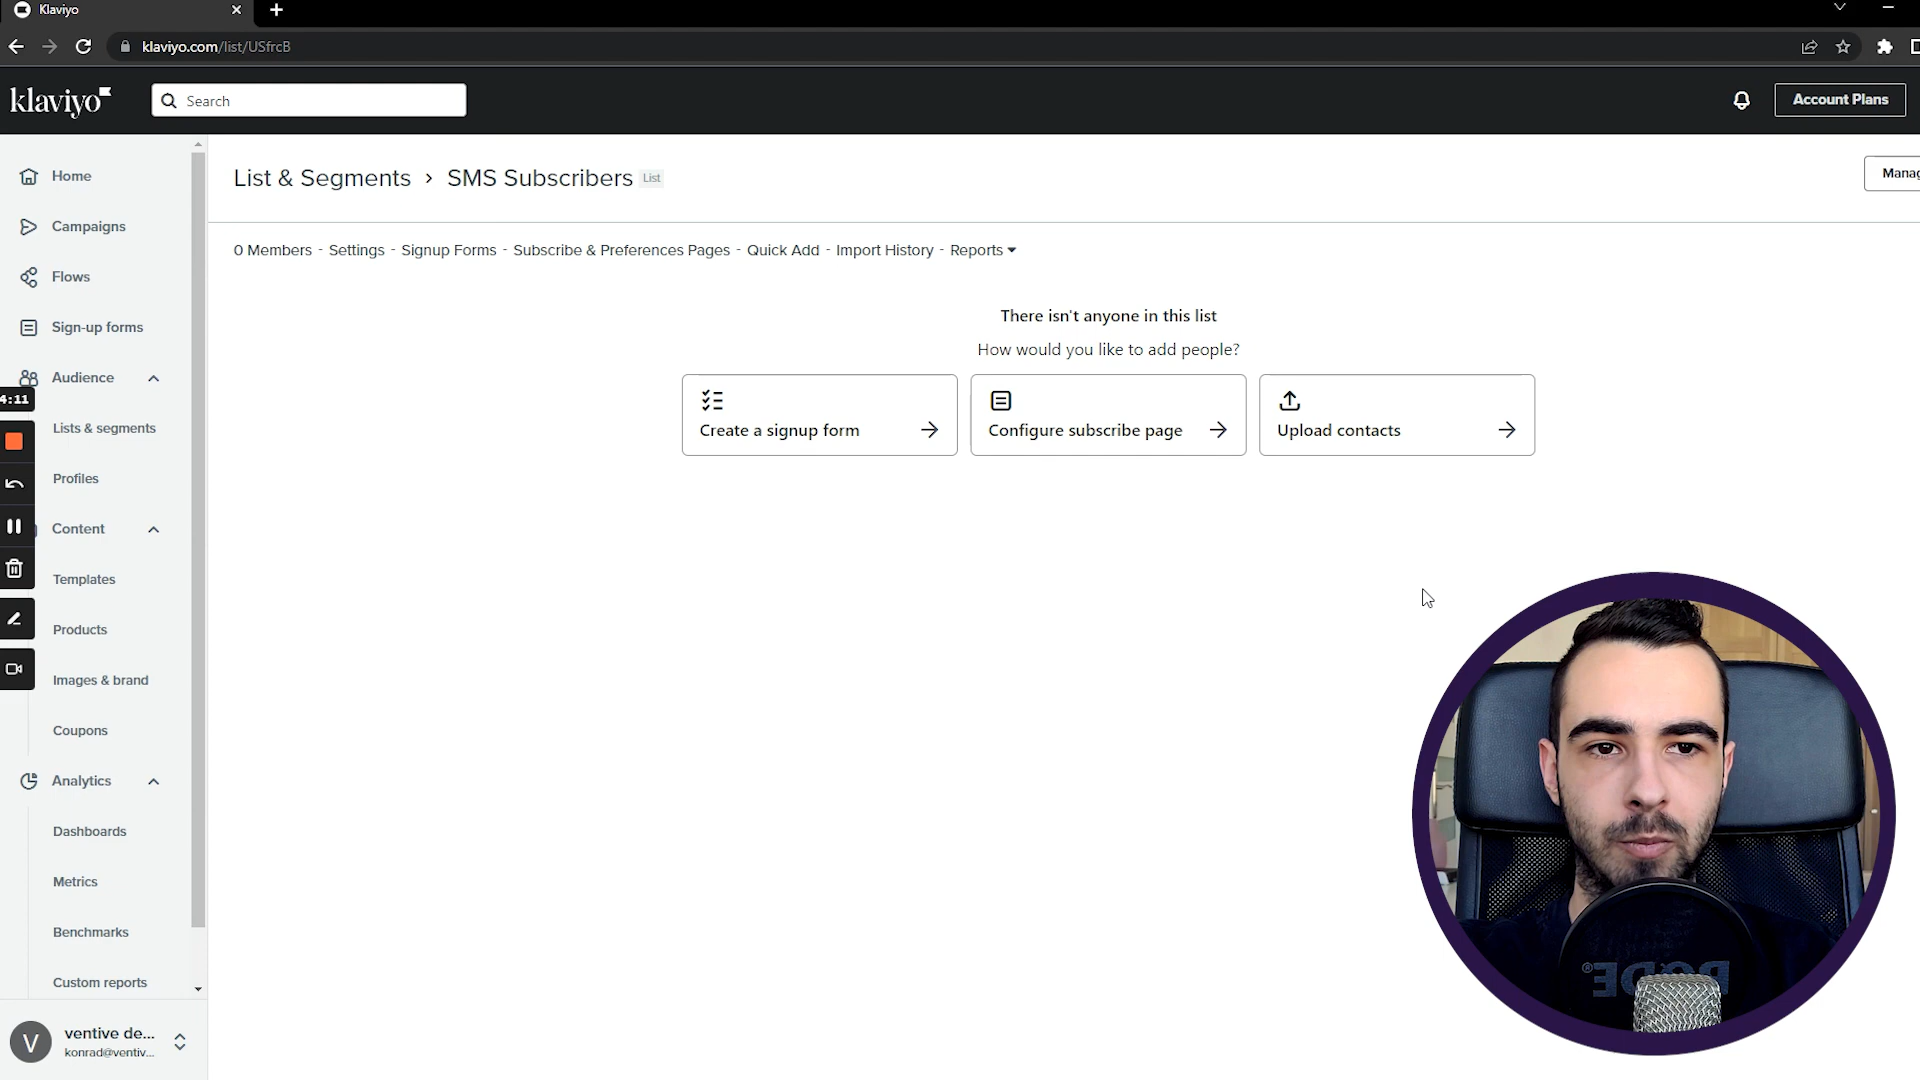 Klaviyo
klaviyo.com/list/USfrcB
klaviyo
Search
Account Plans
Home
Campaigns
Flows
Sign-up forms
Audience
4:11
Lists & segments
Profiles
Content
Templates
Products
Images & brand
Coupons
Analytics
Dashboards
Metrics
Benchmarks
Custom reports
V
ventive de...
konrad@ventiv...
List & Segments > SMS Subscribers List
Manag
0 Members - Settings - Signup Forms - Subscribe & Preferences Pages - Quick Add - Import History - Reports
There isn't anyone in this list
How would you like to add people?
Create a signup form
Configure subscribe page
Upload contacts
RODE®